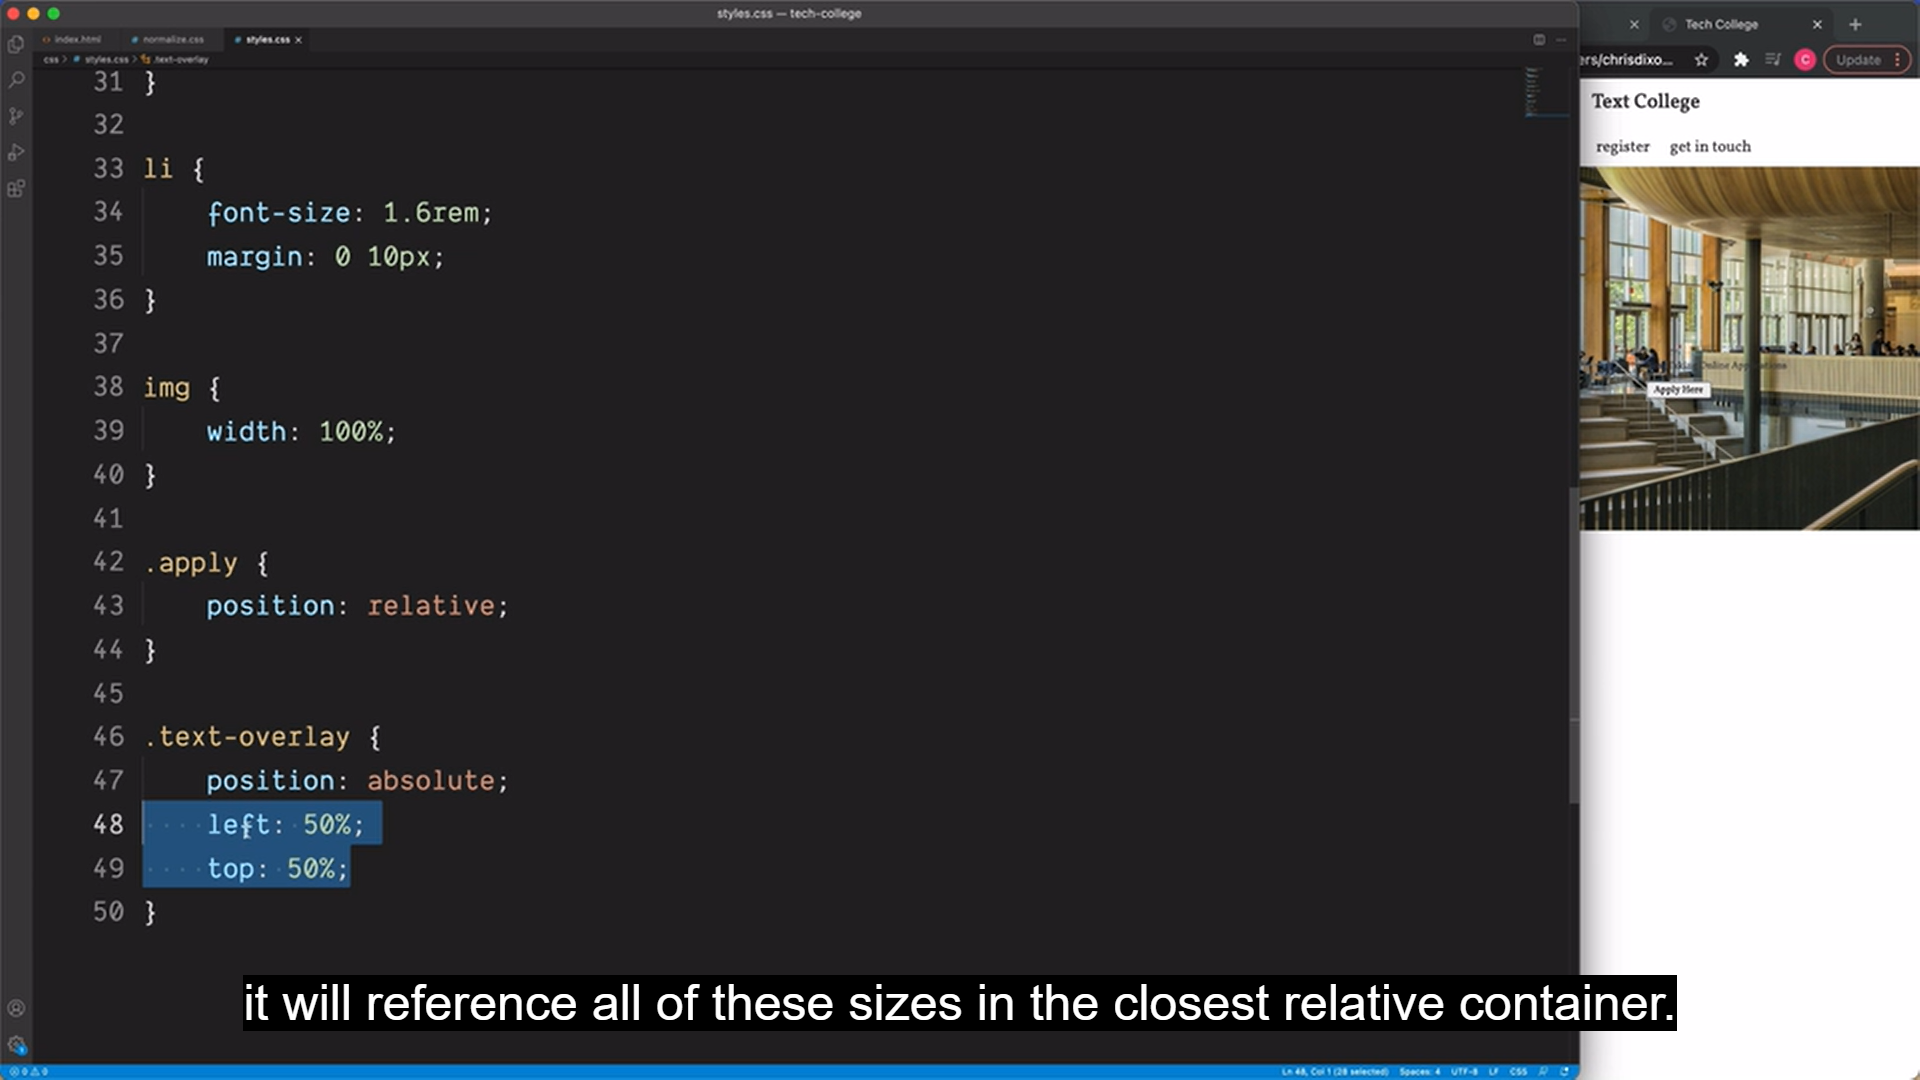 styles.css — tech-college
index.html
normalize.css
styles.css
css > # styles.css > .text-overlay
31 }
32
33 li {
34 font-size: 1.6rem;
35 margin: 0 10px;
36 }
37
38 img {
39 width: 100%;
40 }
41
42 .apply {
43 position: relative;
44 }
45
46 .text-overlay {
47 position: absolute;
48 left: 50%;
49 top: 50%;
50 }
Tech College
ers/chrisdixo...
C
Update
Text College
register get in touch
Online Applications
Apply Here
it will reference all of these sizes in the closest relative container.
0 0
Ln 48, Col 1 (28 selected) Spaces: 4 UTF-8 LF CSS